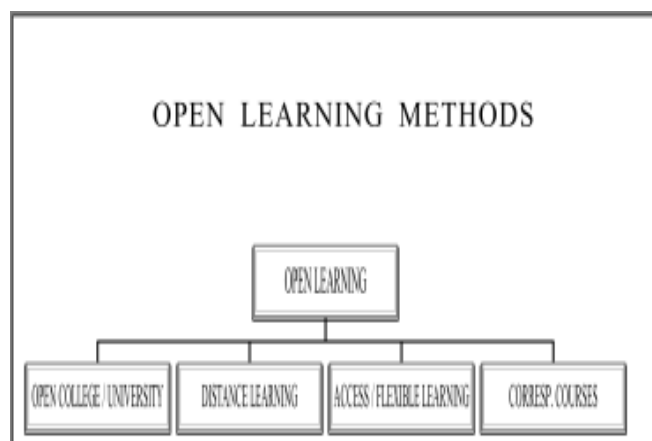 OPEN LEARNING METHODS
OPEN LEARNING
OPEN COLLEGE / UNIVERSITY
DISTANCE LEARNING
ACCESS / FLEXIBLE LEARNING
CORRESP. COURSES